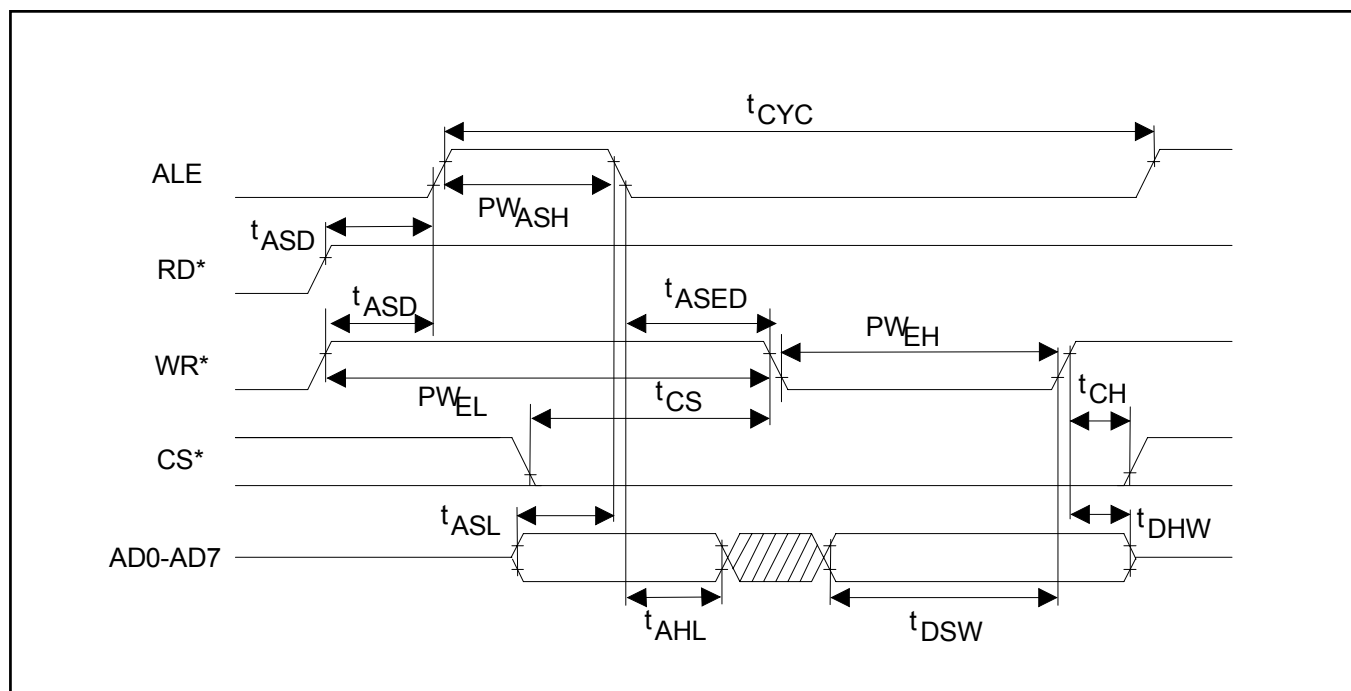 tCYC
ALE
PWASH
tASD
RD*
tASD
tASED
PWEH
WR*
PWEL
tCS
tCH
CS*
tASL
tDHW
AD0-AD7
tAHL
tDSW